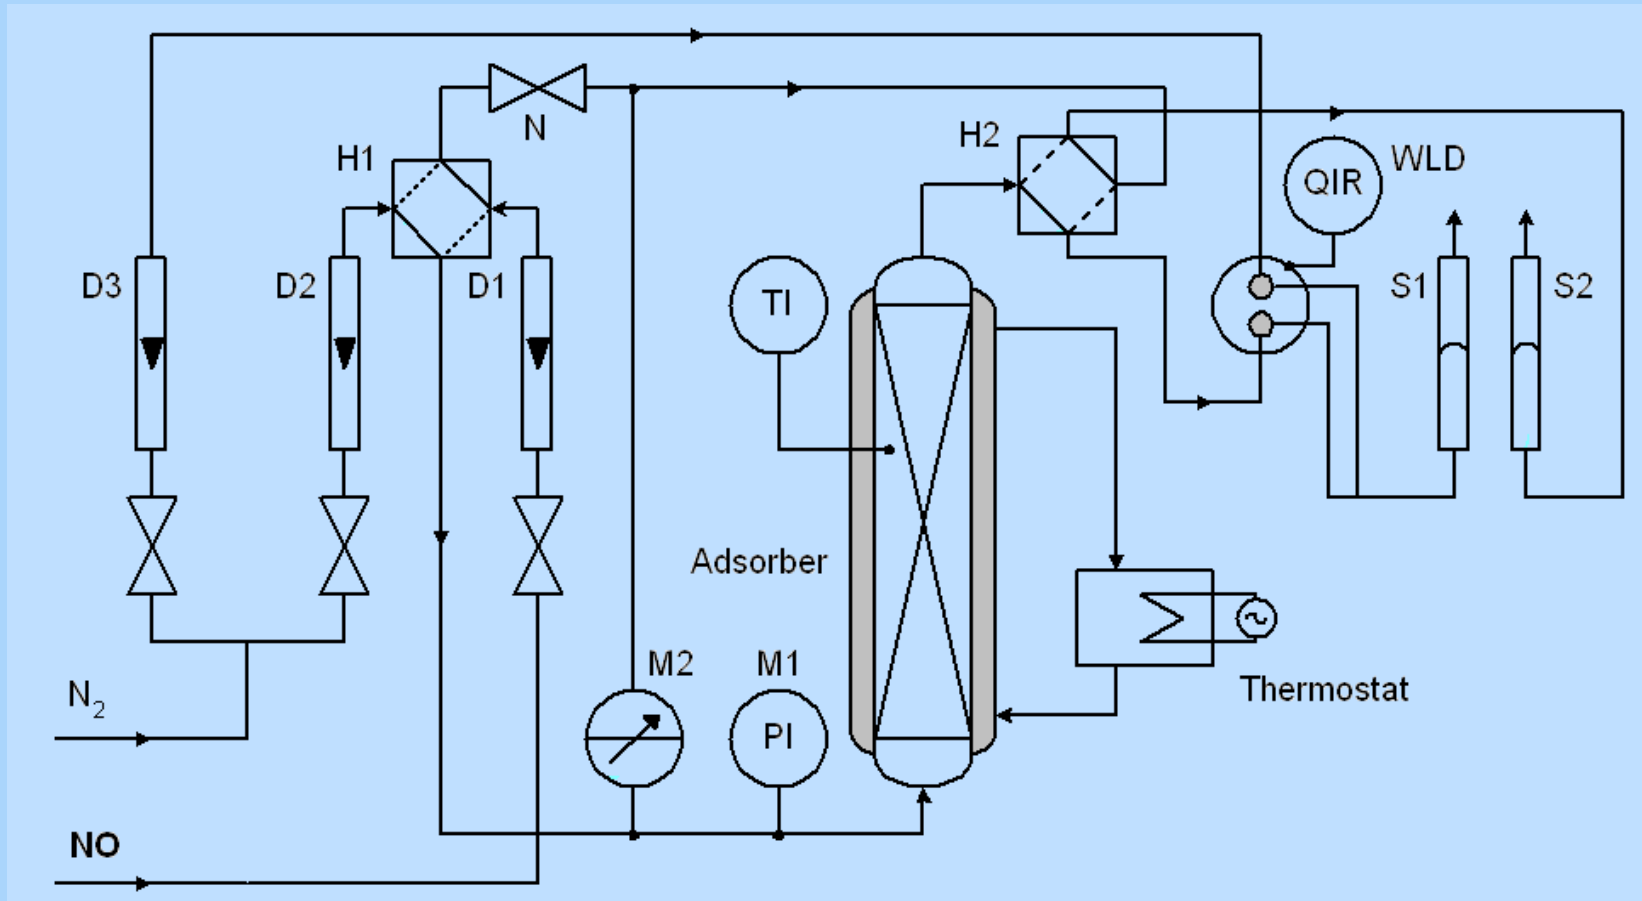 N
H1
H2
WLD
QIR
D3
D2
D1
TI
S1
S2
Adsorber
M2
M1
N2
PI
Thermostat
NO